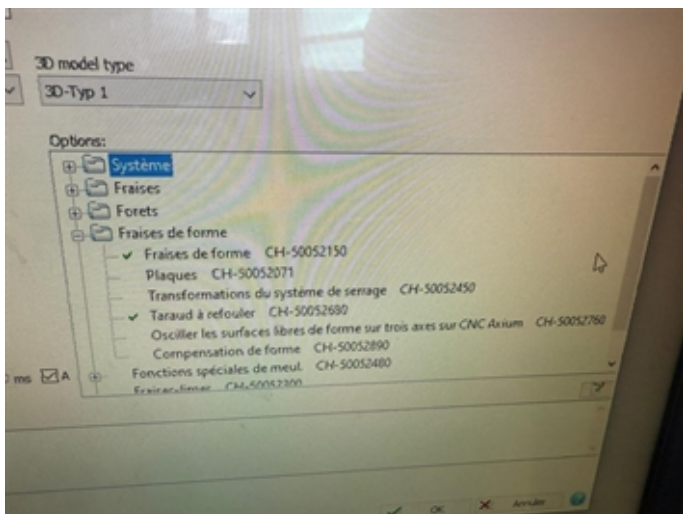 3D model type
3D-Typ 1
Options:
Système
Fraises
Forets
Fraises de forme
Fraises de forme CH-50052150
Plaques CH-50052071
Transformations du système de serrage CH-50052450
Taraud à refouler CH-50052680
Osciller les surfaces libres de forme sur trois axes sur CNC Axium CH-50052760
Compensation de forme CH-50052890
ms A Fonctions spéciales de meul. CH-50052480
CH-50052300
OK Annuler